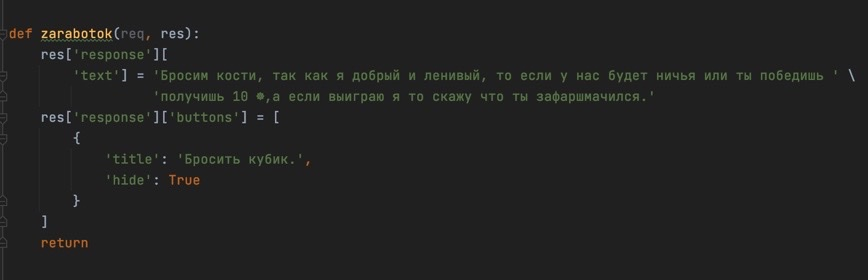 def zarabotok(req, res):
res['response'][
'text'] = 'Бросим кости, так как я добрый и ленивый, то если у нас будет ничья или ты победишь ' \
'получишь 10 ☸,а если выиграю я то скажу что ты зафаршмачился.'
res['response']['buttons'] = [
{
'title': 'Бросить кубик.',
'hide': True
}
]
return